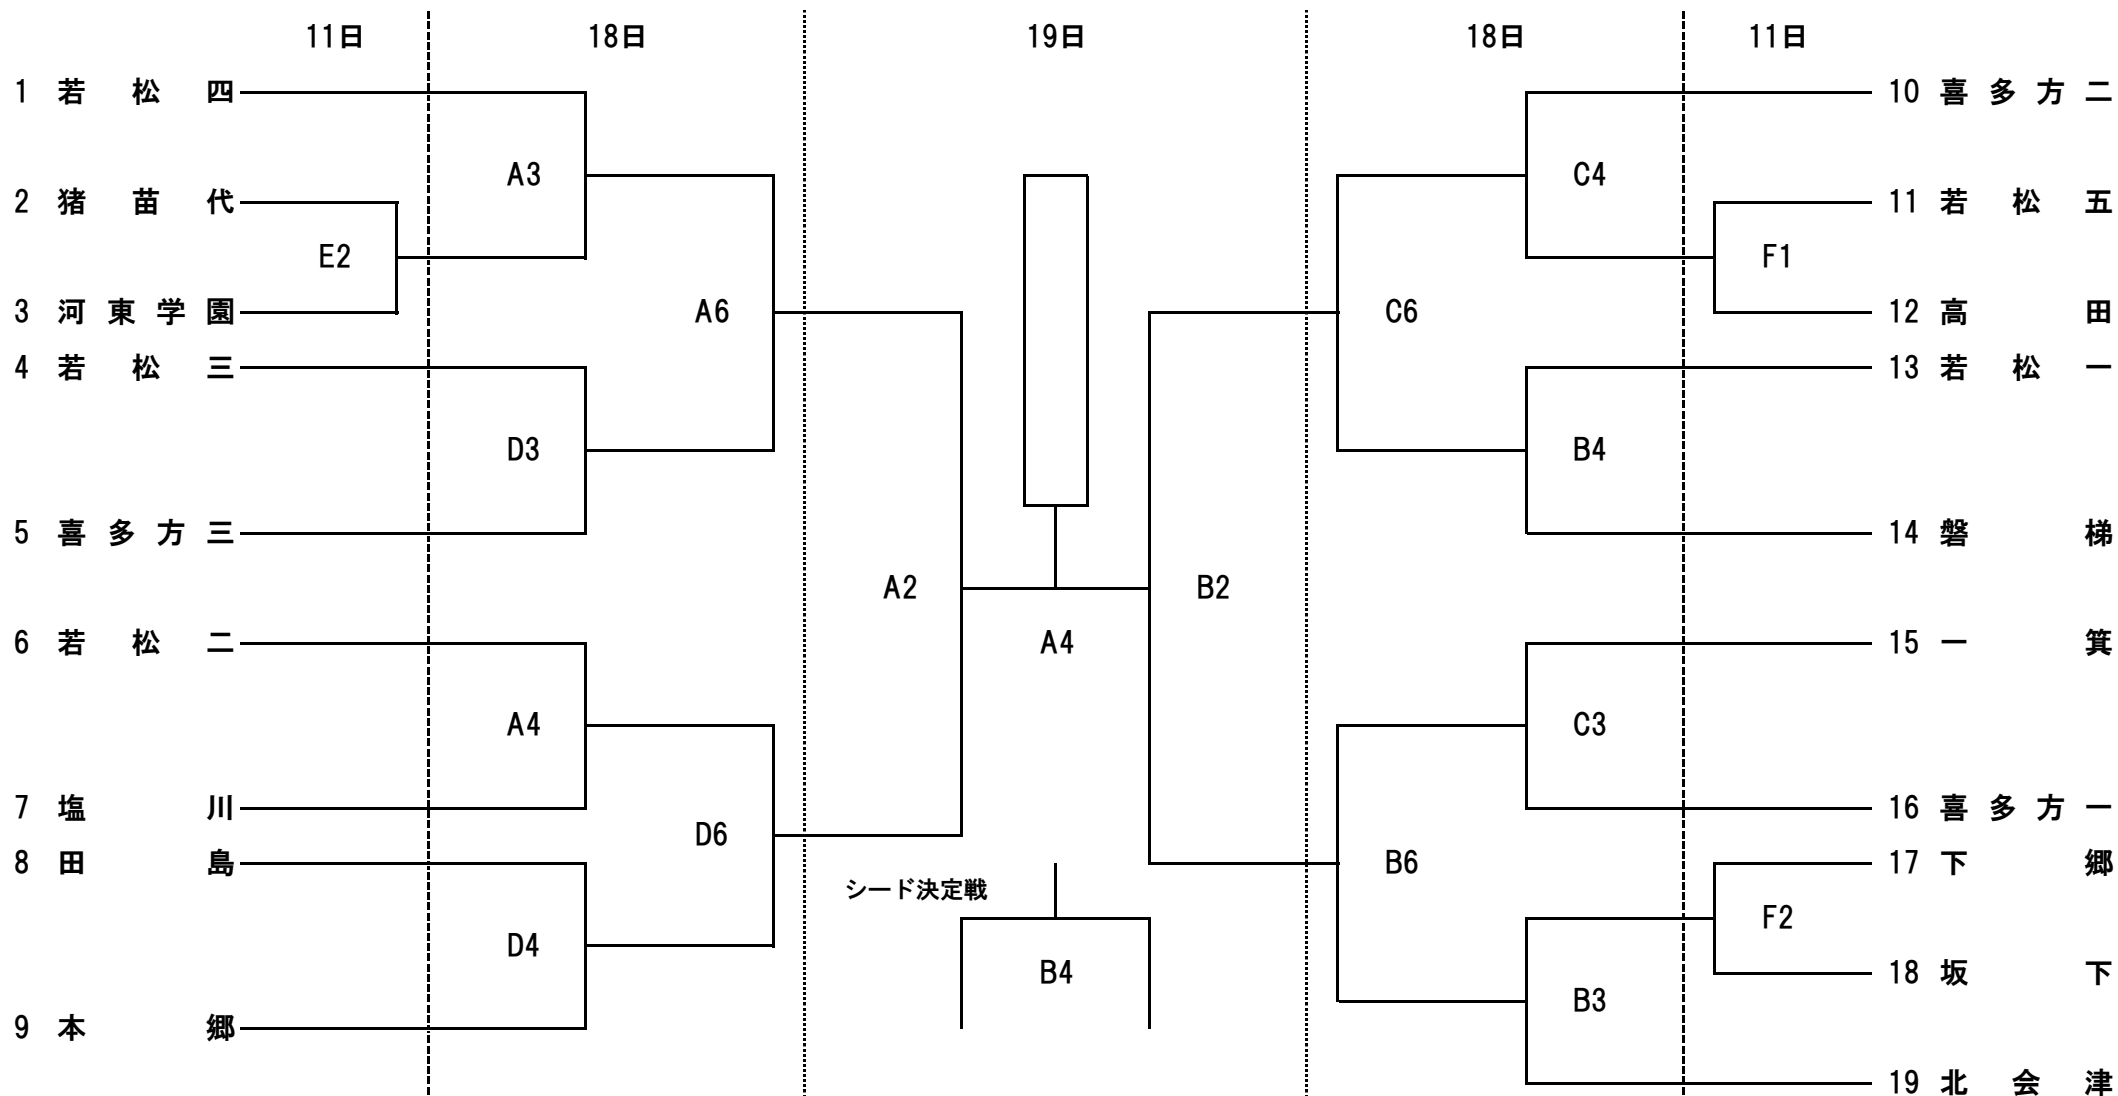 11日 18日 19日 18日 11日
1 若松四 10 喜多方二
A3 C4
2 猪苗代 11 若松五
E2 F1
3 河東学園 A6 C6 12 高田
4 若松三 13 若松一
D3 B4
5 喜多方三 14 磐梯
A2 B2
6 若松二 A4 15 一箕
A4 C3
7 塩川 16 喜多方一
D6
8 田島 B6 17 下郷
シード決定戦
F2
D4
B4 18 坂下
B3
9 本郷
19 北会津